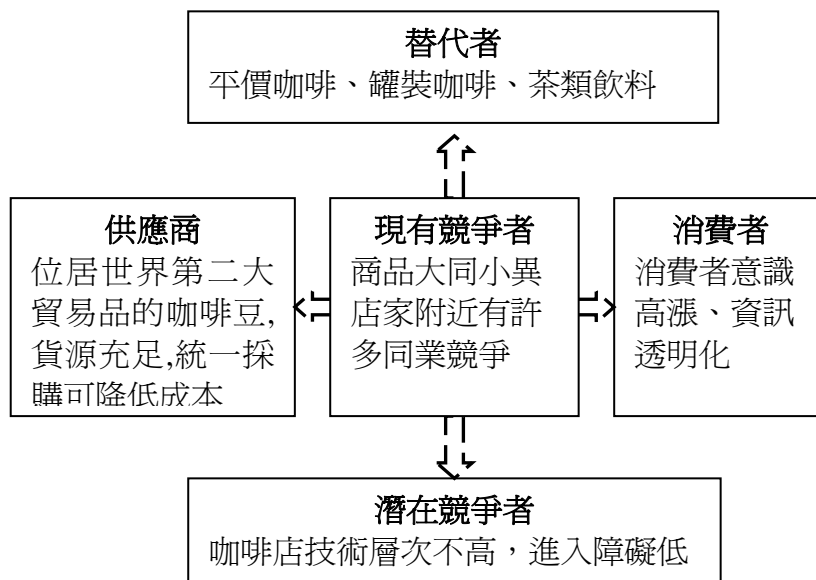 替代者
平價咖啡、罐裝咖啡、茶類飲料
供應商
位居世界第二大
貿易品的咖啡豆,
貨源充足,統一採
購可降低成本
現有競爭者
商品大同小異
店家附近有許
多同業競爭
消費者
消費者意識
高漲、資訊
透明化
潛在競爭者
咖啡店技術層次不高，進入障礙低